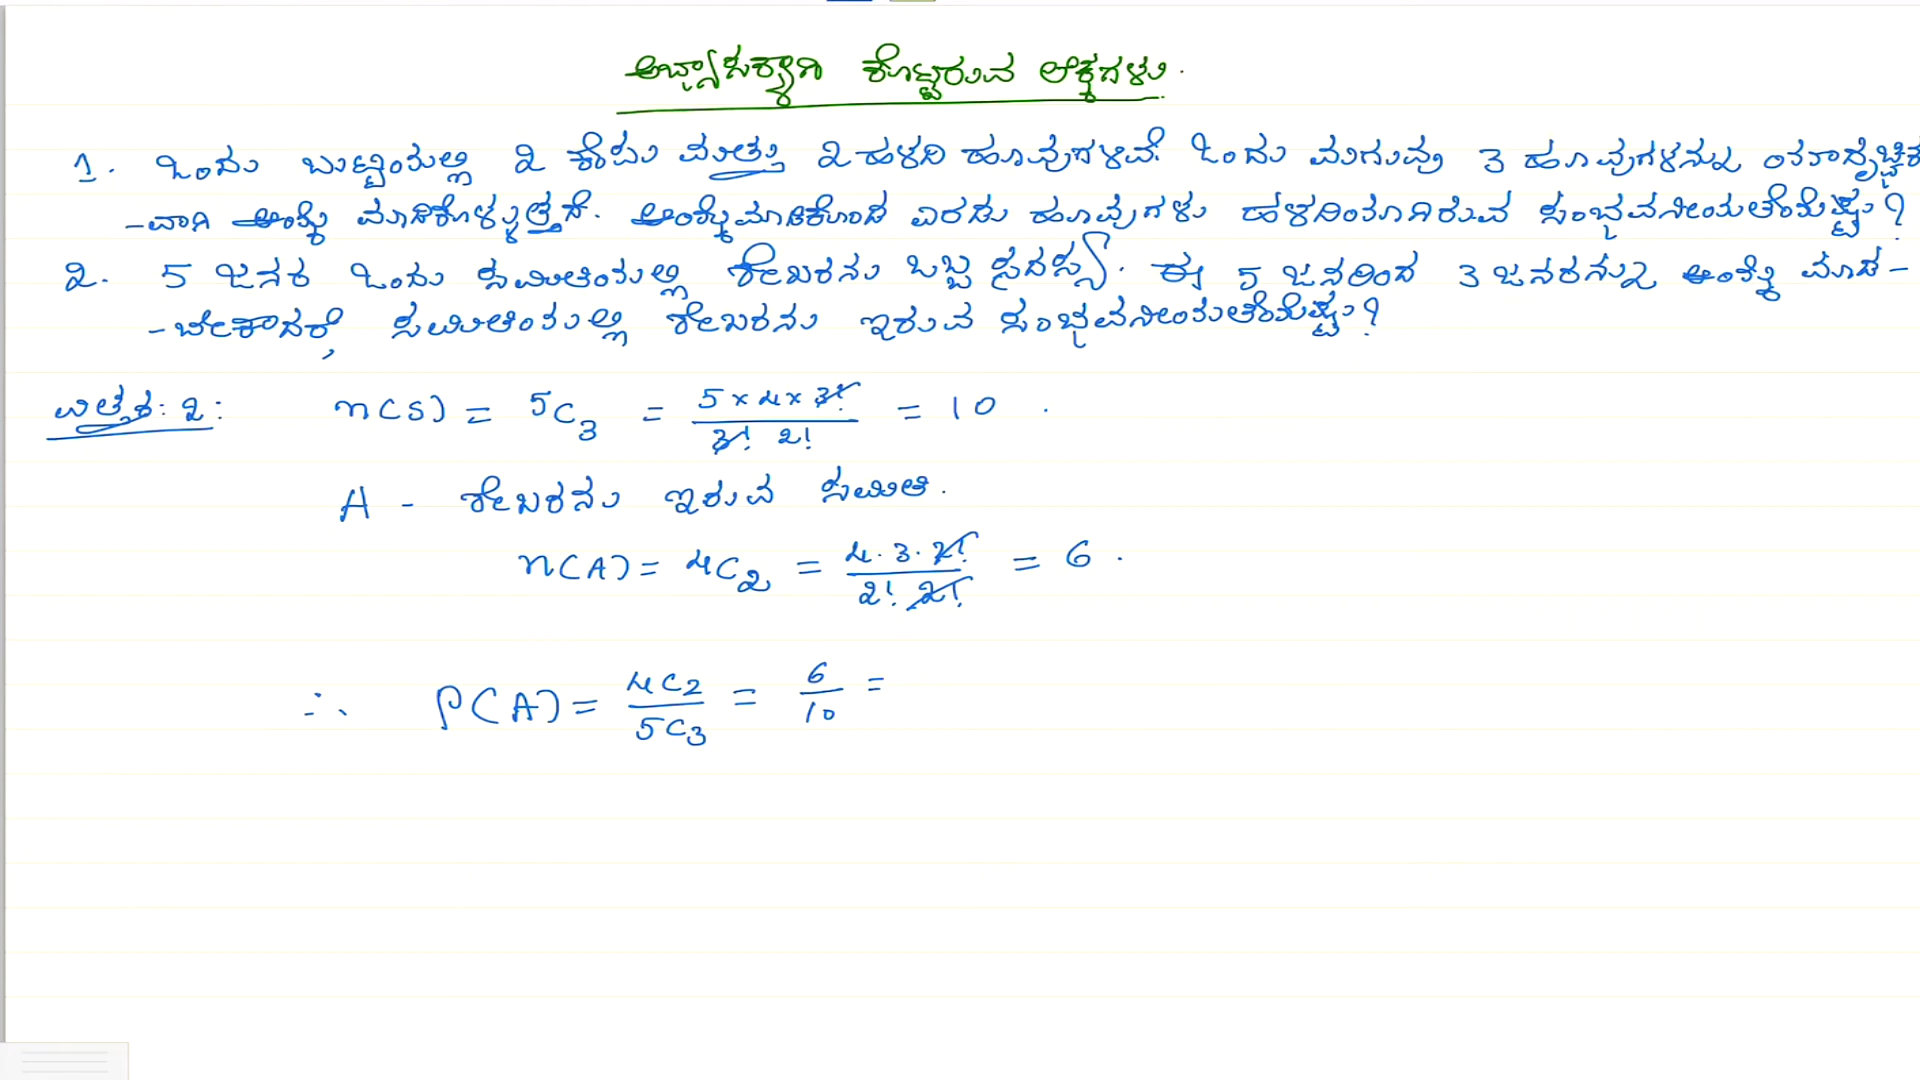 ಅಭ್ಯಾಸಕ್ಕಾಗಿ ಕೊಟ್ಟಿರುವ ಲೆಕ್ಕಗಳು.
1. ಒಂದು ಬುಟ್ಟಿಯಲ್ಲಿ 2 ಕೆಂಪು ಮತ್ತು 2 ಹಳದಿ ಹೂವುಗಳಿವೆ. ಒಂದು ಮಗುವು 3 ಹೂವುಗಳನ್ನು ಯಾದೃಚ್ಛಿಕ
-ವಾಗಿ ಆಯ್ಕೆ ಮಾಡಿಕೊಳ್ಳುತ್ತದೆ. ಆಯ್ಕೆಮಾಡಿಕೊಂಡ ಎರಡು ಹೂವುಗಳು ಹಳದಿಯಾಗಿರುವ ಸಂಭವನೀಯತೆಯೆಷ್ಟು?
2. 5 ಜನರ ಒಂದು ಸಮಿತಿಯಲ್ಲಿ ಶೇಖರನು ಒಬ್ಬ ಸದಸ್ಯ. ಈ 5 ಜನರಿಂದ 3 ಜನರನ್ನು ಆಯ್ಕೆ ಮಾಡ-
-ಬೇಕಾದರೆ, ಸಮಿತಿಯಲ್ಲಿ ಶೇಖರನು ಇರುವ ಸಂಭವನೀಯತೆಯೆಷ್ಟು?
ಉತ್ತರ: 2: n(S) = 5C3 = 5×4×3! / 3! 2! = 10.
A - ಶೇಖರನು ಇರುವ ಸಮಿತಿ.
n(A) = 4C2 = 4·3·2! / 2! 2! = 6.
∴ P(A) = 4C2 / 5C3 = 6/10 =